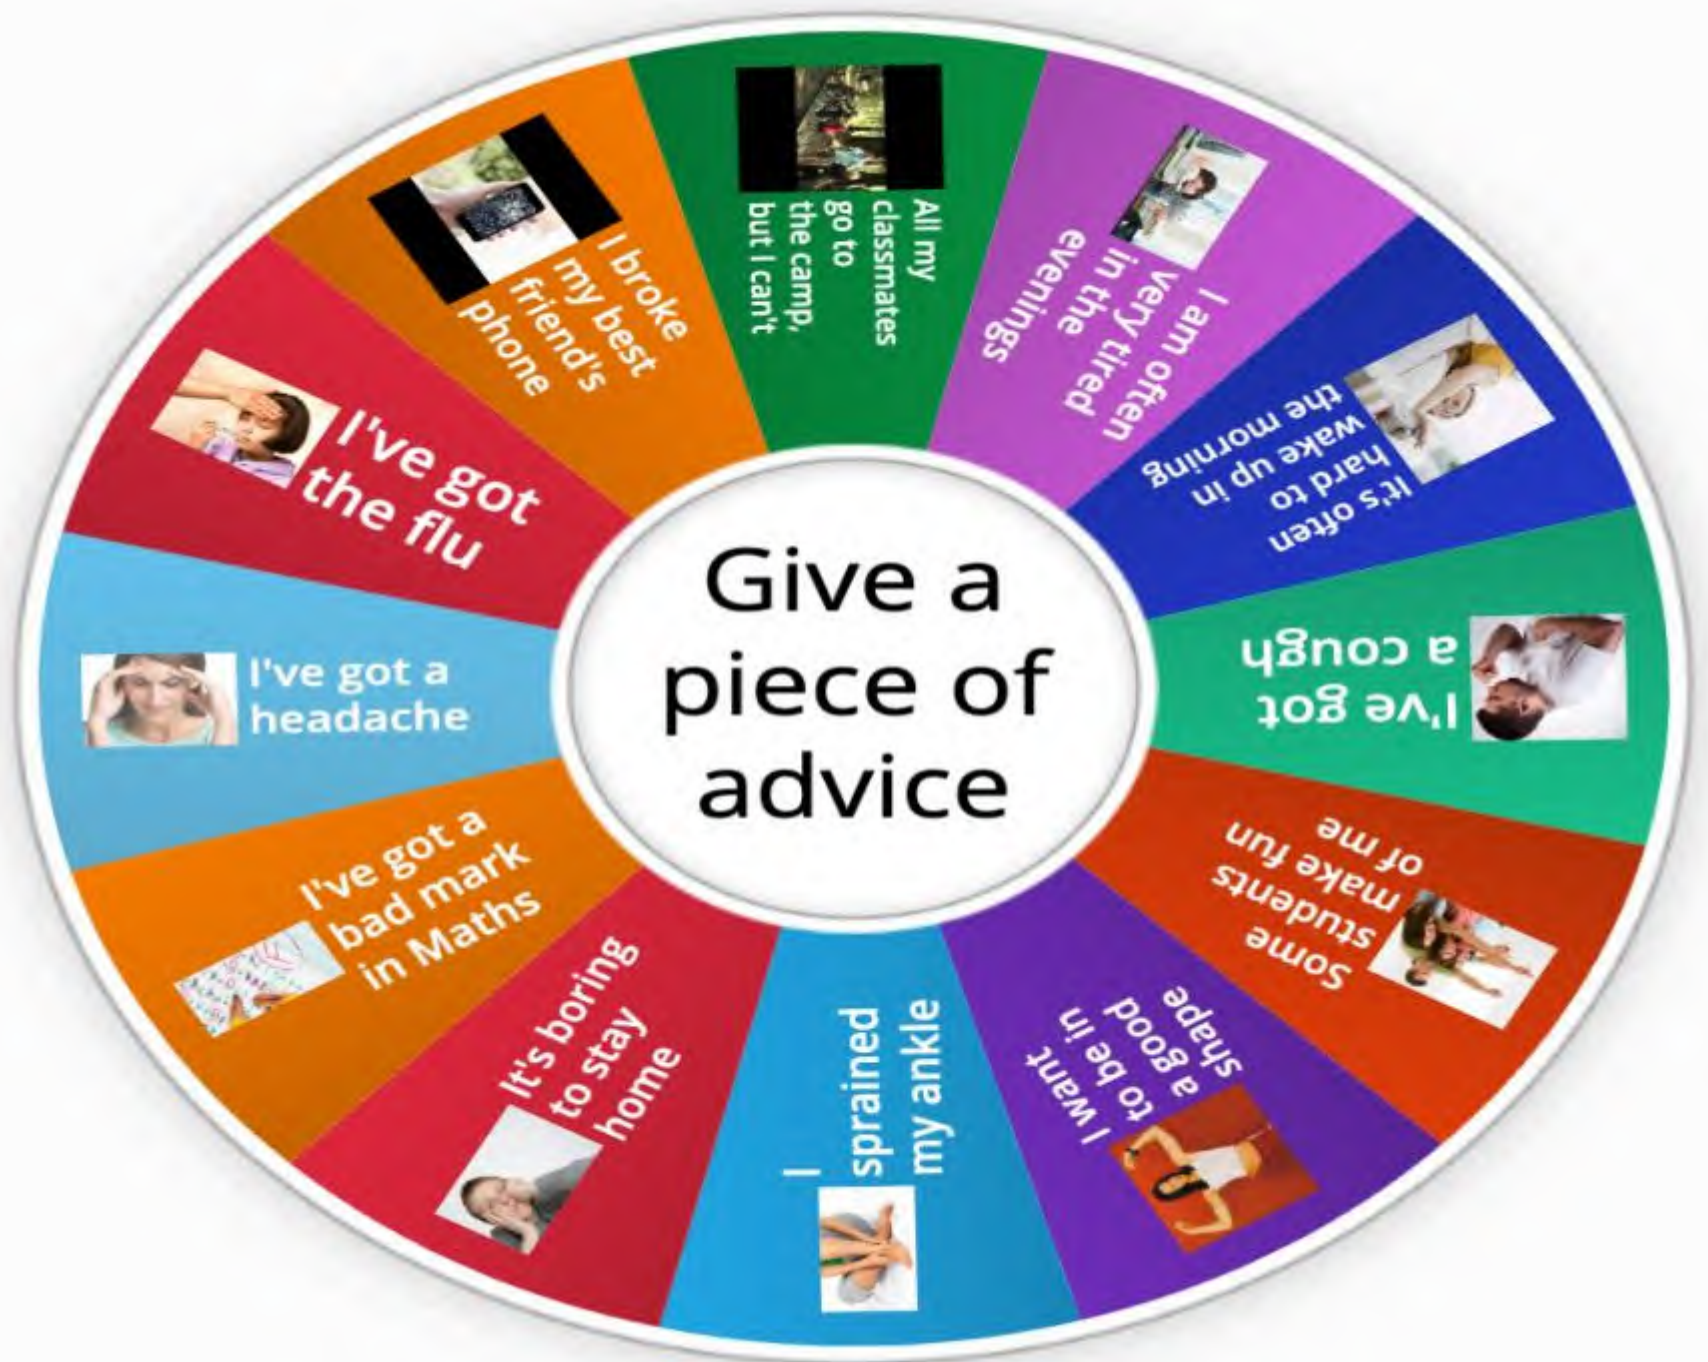 Give a
piece of
advice
All my
classmates
go to
the camp,
but I can't
I am often
very tired
in the
evenings
It's often
hard to
wake up in
the morning
I've got
a cough
Some
students
make fun
of me
I want
to be in
a good
shape
I
sprained
my ankle
It's boring
to stay
home
I've got a
bad mark
in Maths
I've got a
headache
I've got
the flu
I broke
my best
friend's
phone